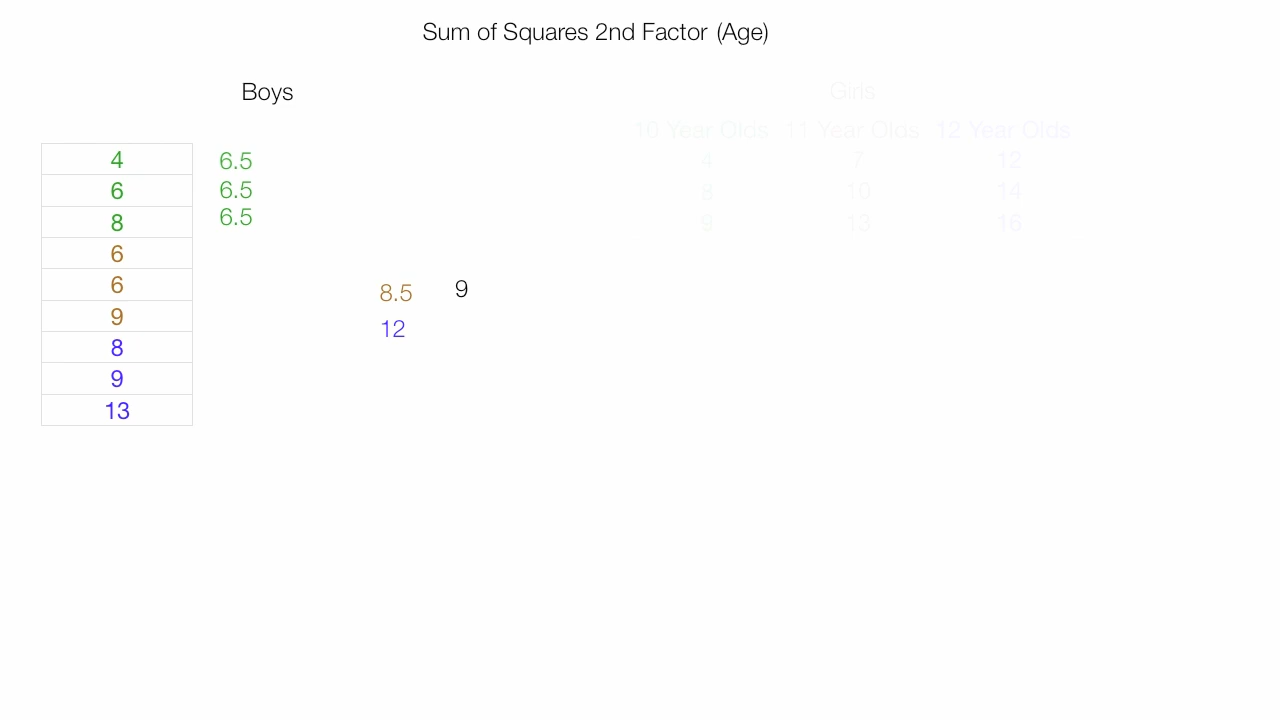 Sum of Squares 2nd Factor (Age)
Boys
Girls
10 Year Olds 11 Year Olds 12 Year Olds
4 6.5 4 7 12
6 6.5 8 10 14
8 6.5 9 13 16
6
6 8.5 9
9 12
8
9
13